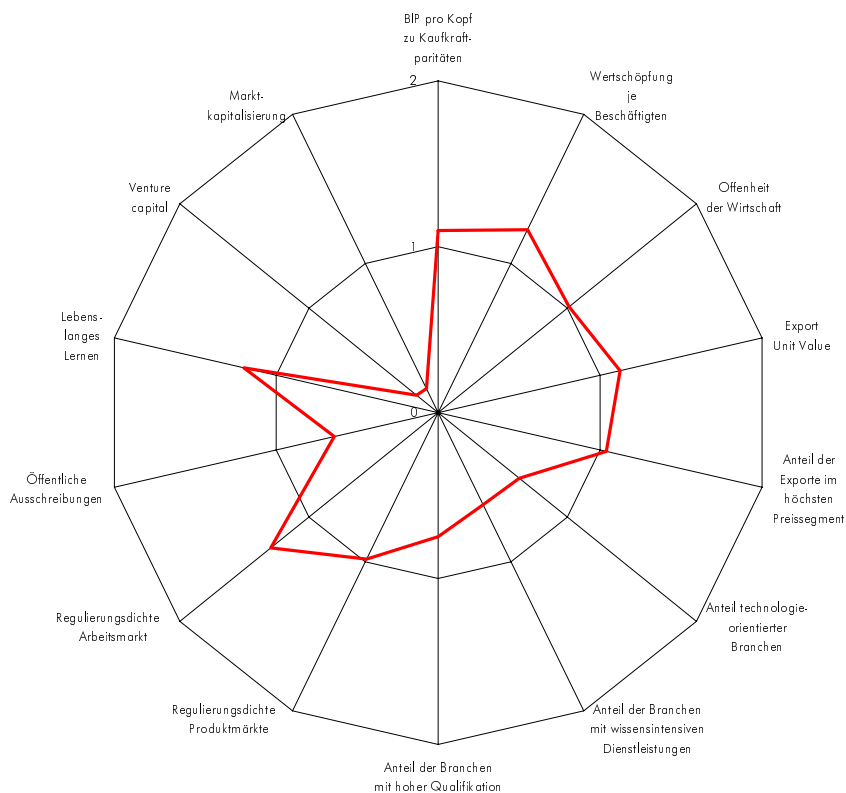 BIP pro Kopf
zu Kaufkraft-
paritäten
2
Wertschöpfung
je
Beschäftigten
Offenheit
der Wirtschaft
Export
Unit Value
Anteil der
Exporte im
höchsten
Preissegment
Anteil technologie-
orientierter
Branchen
Anteil der Branchen
mit wissensintensiven
Dienstleistungen
Anteil der Branchen
mit hoher Qualifikation
Regulierungsdichte
Produktmärkte
Regulierungsdichte
Arbeitsmarkt
Öffentliche
Ausschreibungen
Lebens-
langes
Lernen
Venture
capital
Markt-
kapitalisierung
1
0